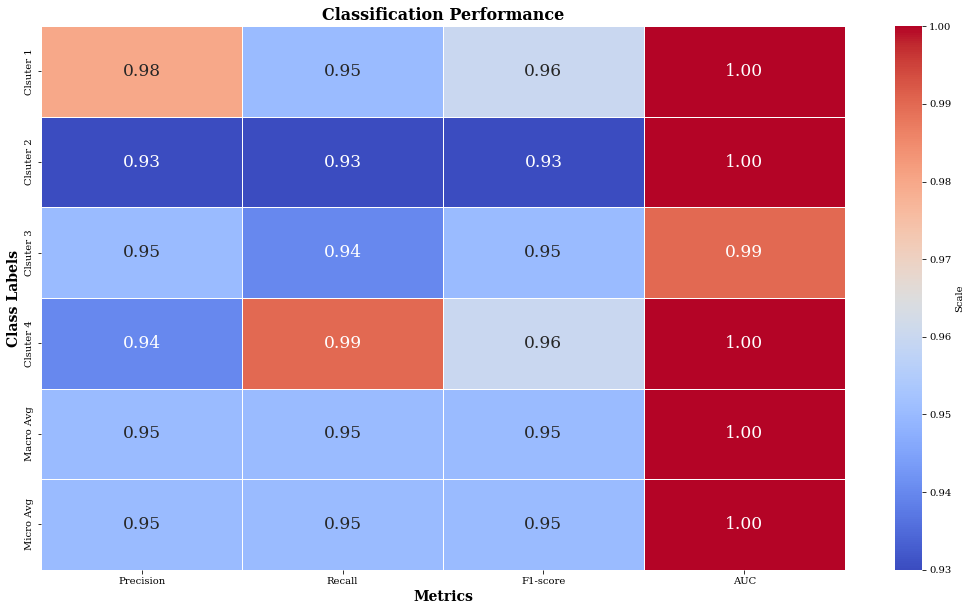 Classification Performance
Class Labels
Clsuter 1
0.98
0.95
0.96
1.00
Clsuter 2
0.93
0.93
0.93
1.00
Clsuter 3
0.95
0.94
0.95
0.99
Clsuter 4
0.94
0.99
0.96
1.00
Macro Avg
0.95
0.95
0.95
1.00
Micro Avg
0.95
0.95
0.95
1.00
Precision
Recall
F1-score
AUC
Metrics
1.00
0.99
0.98
0.97
0.96
0.95
0.94
0.93
Scale